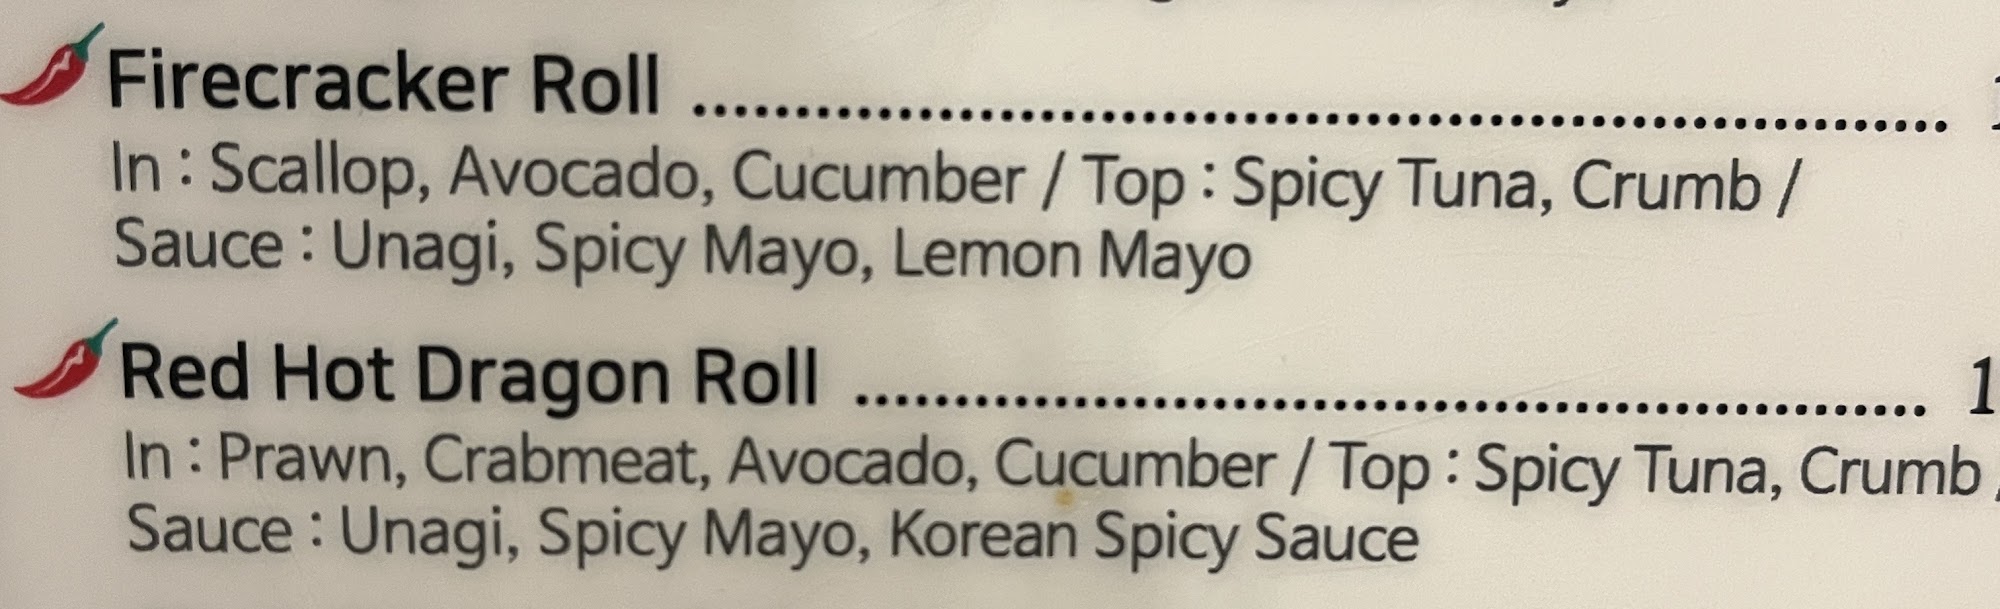 Firecracker Roll ............................................................
In : Scallop, Avocado, Cucumber / Top : Spicy Tuna, Crumb /
Sauce : Unagi, Spicy Mayo, Lemon Mayo
Red Hot Dragon Roll ...................................................... 1
In : Prawn, Crabmeat, Avocado, Cucumber / Top : Spicy Tuna, Crumb /
Sauce : Unagi, Spicy Mayo, Korean Spicy Sauce